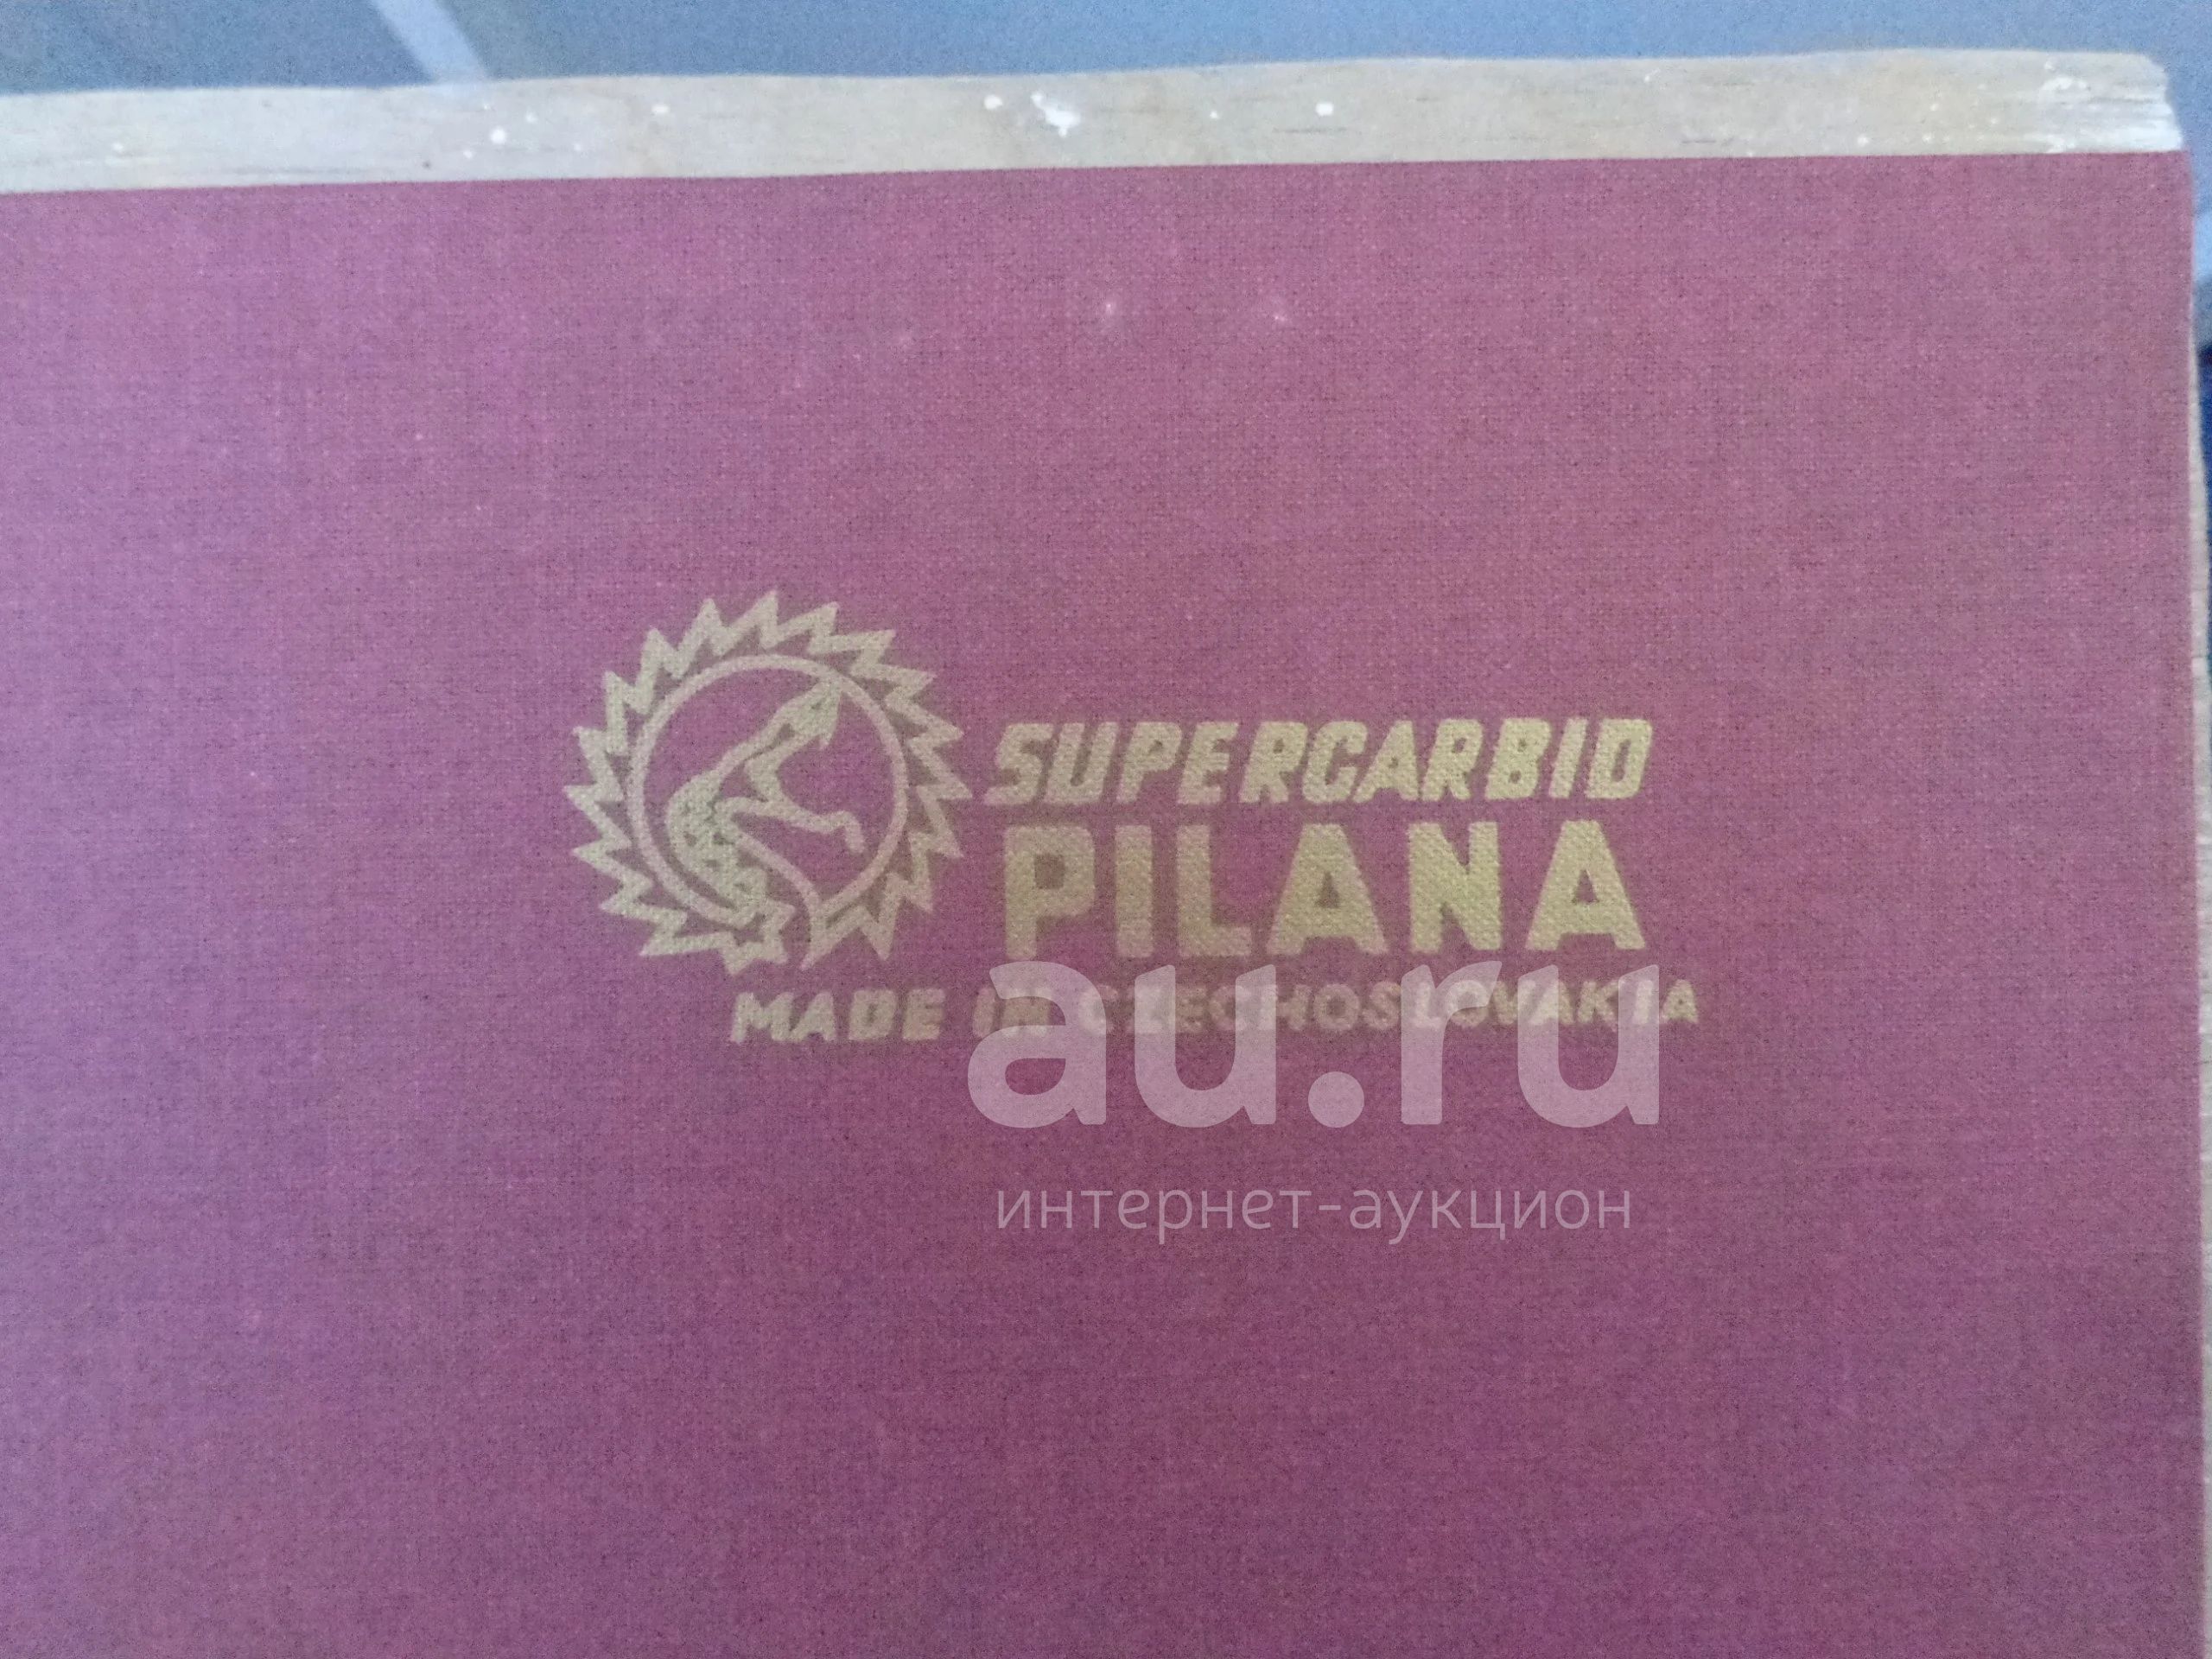 SUPERCARBID
PILANA
MADE IN CZECHOSLOVAKIA
au.ru
интернет-аукцион